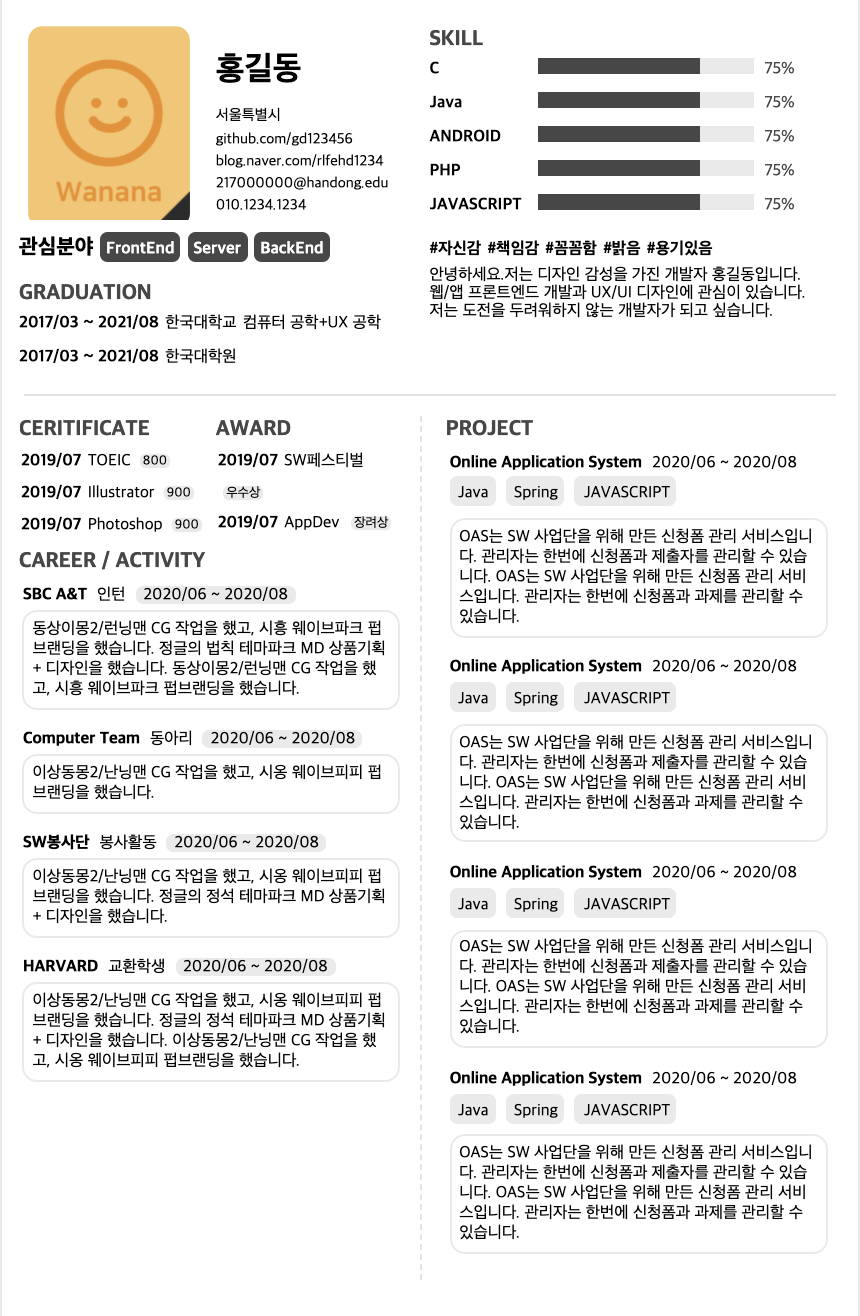 Wanana
홍길동
서울특별시
github.com/gd123456
blog.naver.com/rlfehd1234
217000000@handong.edu
010.1234.1234
관심분야 FrontEnd Server BackEnd
GRADUATION
2017/03 ~ 2021/08 한국대학교 컴퓨터 공학+UX 공학
2017/03 ~ 2021/08 한국대학원
SKILL
C 75%
Java 75%
ANDROID 75%
PHP 75%
JAVASCRIPT 75%
#자신감 #책임감 #꼼꼼함 #밝음 #용기있음
안녕하세요.저는 디자인 감성을 가진 개발자 홍길동입니다.
웹/앱 프론트엔드 개발과 UX/UI 디자인에 관심이 있습니다.
저는 도전을 두려워하지 않는 개발자가 되고 싶습니다.
CERITIFICATE
2019/07 TOEIC 800
2019/07 Illustrator 900
2019/07 Photoshop 900
AWARD
2019/07 SW페스티벌
우수상
2019/07 AppDev 장려상
CAREER / ACTIVITY
SBC A&T 인턴 2020/06 ~ 2020/08
동상이몽2/런닝맨 CG 작업을 했고, 시흥 웨이브파크 펍
브랜딩을 했습니다. 정글의 법칙 테마파크 MD 상품기획
+ 디자인을 했습니다. 동상이몽2/런닝맨 CG 작업을 했
고, 시흥 웨이브파크 펍브랜딩을 했습니다.
Computer Team 동아리 2020/06 ~ 2020/08
이상동몽2/난닝맨 CG 작업을 했고, 시옹 웨이브피피 펍
브랜딩을 했습니다.
SW봉사단 봉사활동 2020/06 ~ 2020/08
이상동몽2/난닝맨 CG 작업을 했고, 시옹 웨이브피피 펍
브랜딩을 했습니다. 정글의 정석 테마파크 MD 상품기획
+ 디자인을 했습니다.
HARVARD 교환학생 2020/06 ~ 2020/08
이상동몽2/난닝맨 CG 작업을 했고, 시옹 웨이브피피 펍
브랜딩을 했습니다. 정글의 정석 테마파크 MD 상품기획
+ 디자인을 했습니다. 이상동몽2/난닝맨 CG 작업을 했
고, 시옹 웨이브피피 펍브랜딩을 했습니다.
PROJECT
Online Application System 2020/06 ~ 2020/08
Java Spring JAVASCRIPT
OAS는 SW 사업단을 위해 만든 신청폼 관리 서비스입니
다. 관리자는 한번에 신청폼과 제출자를 관리할 수 있습
니다. OAS는 SW 사업단을 위해 만든 신청폼 관리 서비
스입니다. 관리자는 한번에 신청폼과 과제를 관리할 수
있습니다.
Online Application System 2020/06 ~ 2020/08
Java Spring JAVASCRIPT
OAS는 SW 사업단을 위해 만든 신청폼 관리 서비스입니
다. 관리자는 한번에 신청폼과 제출자를 관리할 수 있습
니다. OAS는 SW 사업단을 위해 만든 신청폼 관리 서비
스입니다. 관리자는 한번에 신청폼과 과제를 관리할 수
있습니다.
Online Application System 2020/06 ~ 2020/08
Java Spring JAVASCRIPT
OAS는 SW 사업단을 위해 만든 신청폼 관리 서비스입니
다. 관리자는 한번에 신청폼과 제출자를 관리할 수 있습
니다. OAS는 SW 사업단을 위해 만든 신청폼 관리 서비
스입니다. 관리자는 한번에 신청폼과 과제를 관리할 수
있습니다.
Online Application System 2020/06 ~ 2020/08
Java Spring JAVASCRIPT
OAS는 SW 사업단을 위해 만든 신청폼 관리 서비스입니
다. 관리자는 한번에 신청폼과 제출자를 관리할 수 있습
니다. OAS는 SW 사업단을 위해 만든 신청폼 관리 서비
스입니다. 관리자는 한번에 신청폼과 과제를 관리할 수
있습니다.